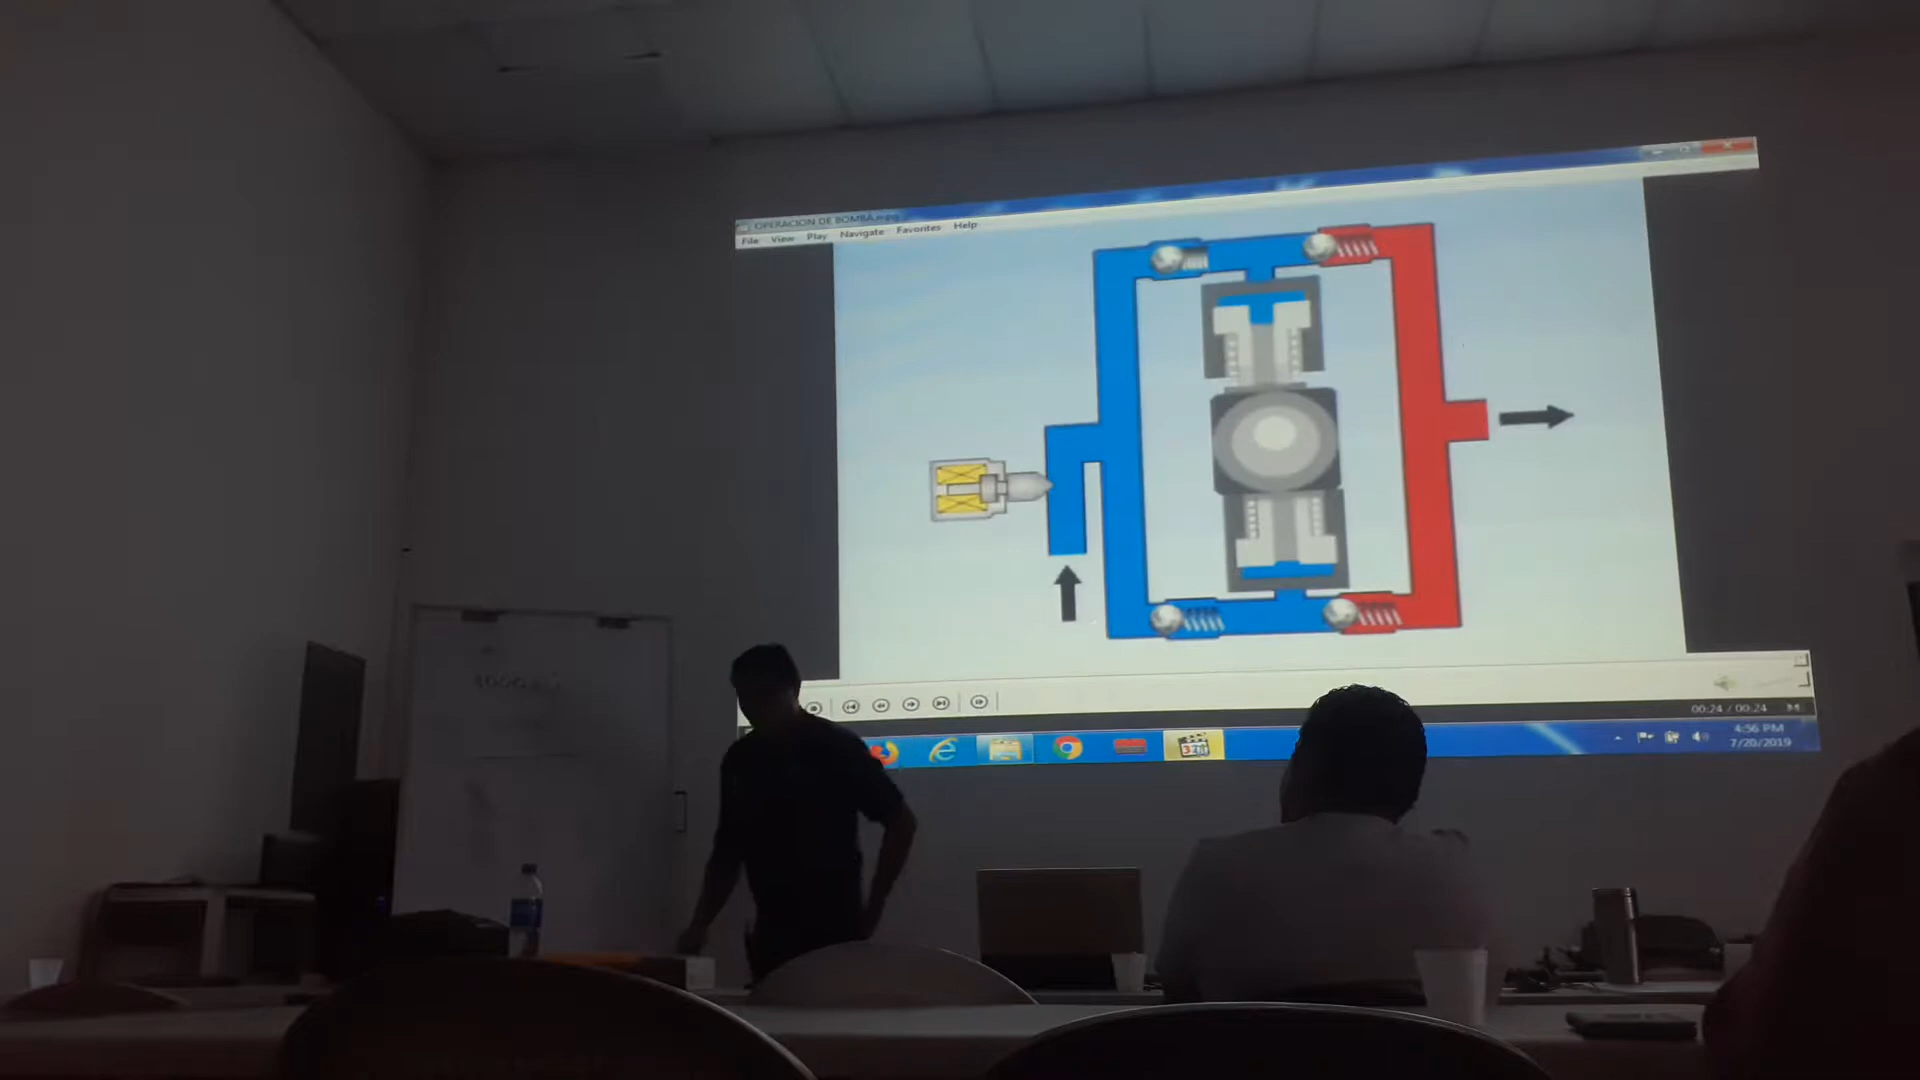 OPERACION DE BOMBA.mpg
File View Play Navigate Favorites Help
00:24 / 00:24
4:56 PM
7/20/2019
321